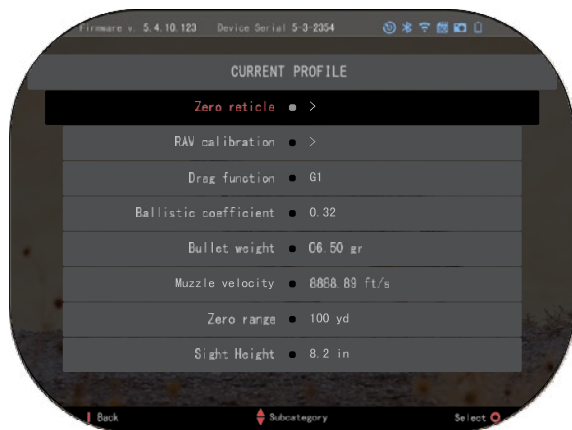 Firmware v. 5.4.10.123 Device Serial 5-3-2354
CURRENT PROFILE
Zero reticle >
RAV calibration >
Drag function G1
Ballistic coefficient 0.32
Bullet weight 06.50 gr
Muzzle velocity 8888.89 ft/s
Zero range 100 yd
Sight Height 8.2 in
Back Subcategory Select